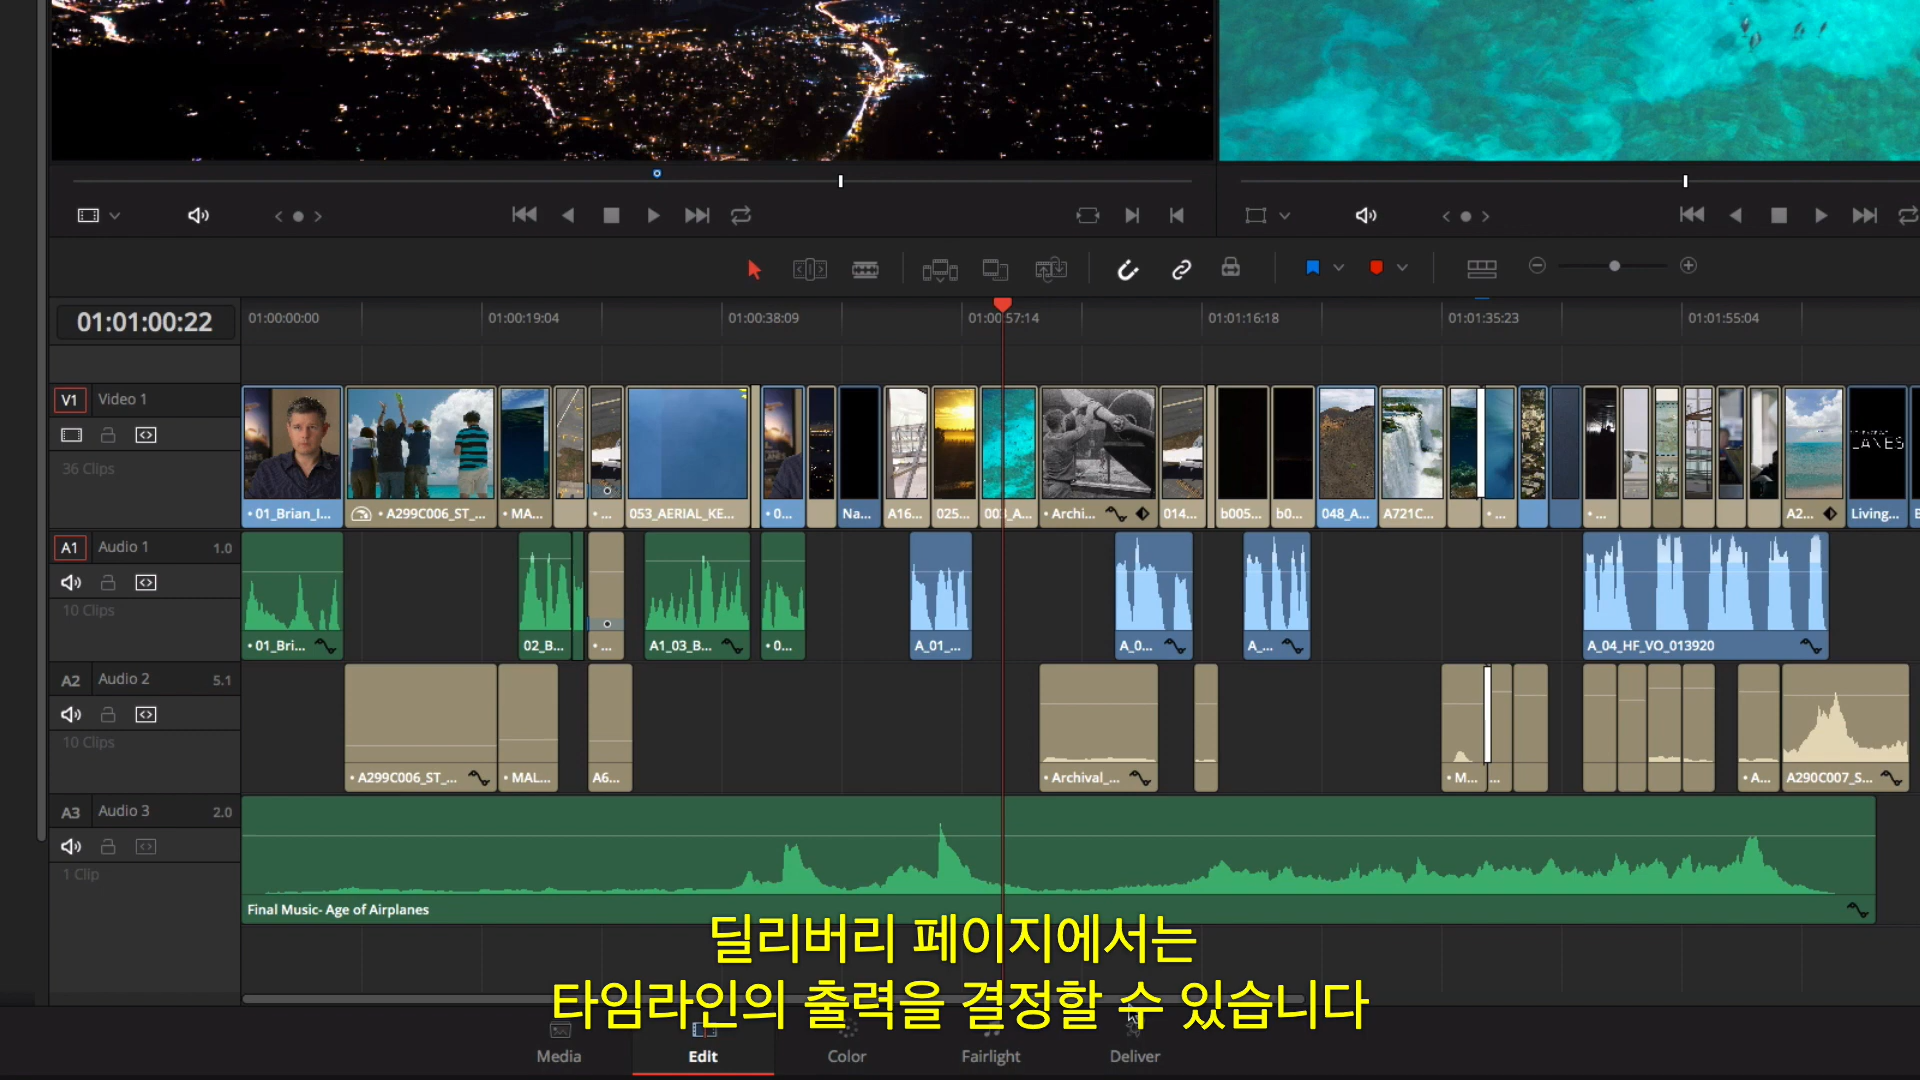 01:01:00:22
01:00:00:00
01:00:19:04
01:00:38:09
01:00:57:14
01:01:16:18
01:01:35:23
01:01:55:04
V1 Video 1
36 Clips
• 01_Brian_I...
• A299C006_ST_...
• MA...
• ...
053_AERIAL_KE...
• 0...
Na...
A16...
025...
• Archi...
014...
b005...
b0...
048_A...
A721C...
• ...
• ...
A2...
LANES
Living...
A1 Audio 1 1.0
10 Clips
• 01_Bri...
02_B...
• ...
A1_03_B...
• 0...
A_01_...
A_0...
A_...
A_04_HF_VO_013920
A2 Audio 2 5.1
10 Clips
• A299C006_ST_...
• MAL...
A6...
• Archival_...
• M...
...
• A...
A290C007_S...
A3 Audio 3 2.0
1 Clip
Final Music- Age of Airplanes
딜리버리 페이지에서는
타임라인의 출력을 결정할 수 있습니다
Media
Edit
Color
Fairlight
Deliver